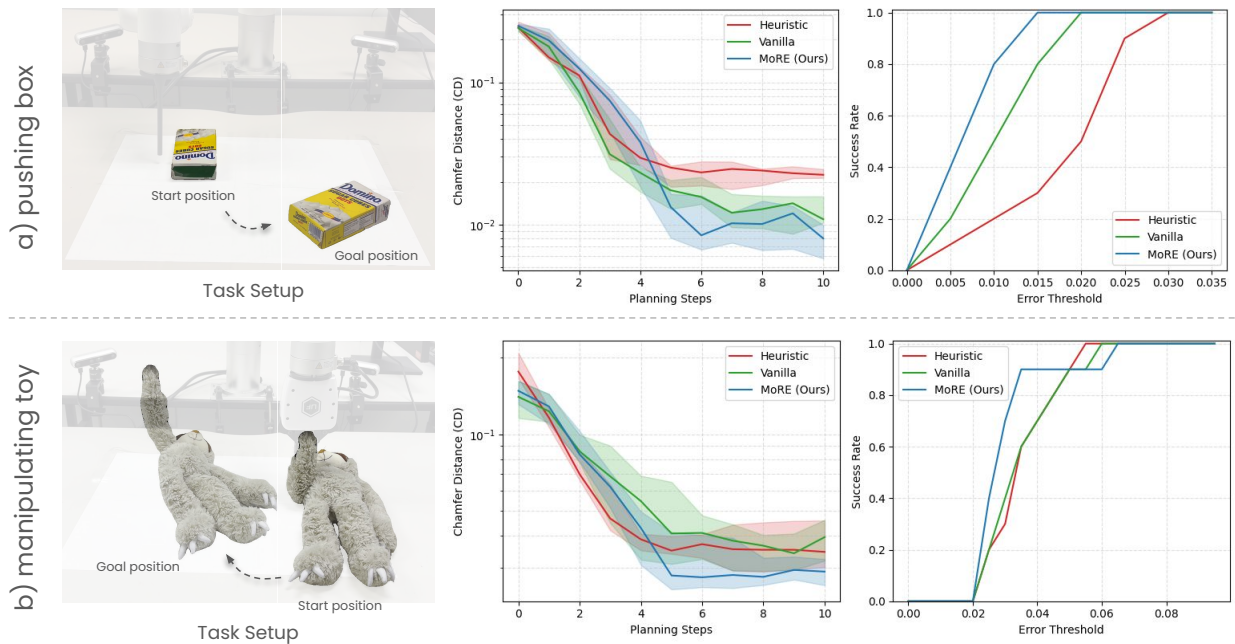 a) pushing box
Domino
SUGAR CUBES
Start position
Domino
SUGAR CUBES
Goal position
Task Setup
Chamfer Distance (CD)
10⁻¹
10⁻²
Heuristic
Vanilla
MoRE (Ours)
0 2 4 6 8 10
Planning Steps
Success Rate
1.0
0.8
0.6
0.4
0.2
0.0
Heuristic
Vanilla
MoRE (Ours)
0.000 0.005 0.010 0.015 0.020 0.025 0.030 0.035
Error Threshold
b) manipulating toy
Goal position
Start position
Task Setup
Chamfer Distance (CD)
10⁻¹
Heuristic
Vanilla
MoRE (Ours)
0 2 4 6 8 10
Planning Steps
Success Rate
1.0
0.8
0.6
0.4
0.2
0.0
Heuristic
Vanilla
MoRE (Ours)
0.00 0.02 0.04 0.06 0.08
Error Threshold